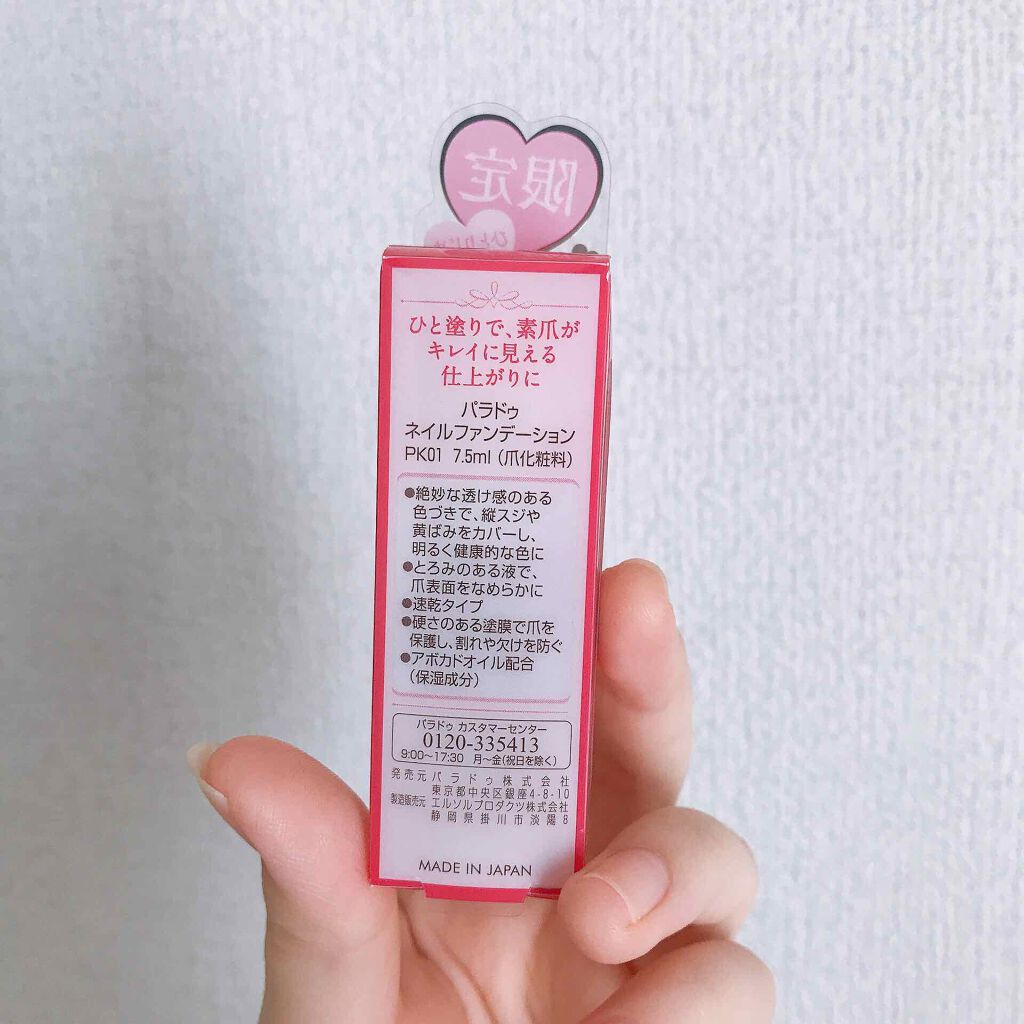 限定
ひと塗りで、素爪が
キレイに見える
仕上がりに
パラドゥ
ネイルファンデーション
PK01 7.5ml (爪化粧料)
●絶妙な透け感のある
色づきで、縦スジや
黄ばみをカバーし、
明るく健康的な色に
●とろみのある液で、
爪表面をなめらかに
●速乾タイプ
●硬さのある塗膜で爪を
保護し、割れや欠けを防ぐ
●アボカドオイル配合
(保湿成分)
パラドゥ カスタマーセンター
0120-335413
9:00~17:30 月~金(祝日を除く)
発売元 パラドゥ株式会社
東京都中央区銀座4-8-10
製造販売元 エルソルプロダクツ株式会社
静岡県掛川市淡陽8
MADE IN JAPAN